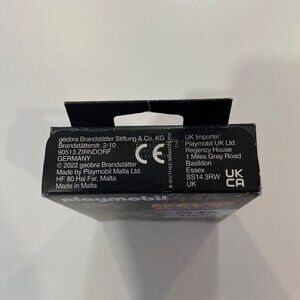 geobra Brandstätter Stiftung & Co. KG
Brandstätterstr. 2-10
90513 ZIRNDORF
GERMANY
© 2022 geobra Brandstätter
Made by Playmobil Malta Ltd.
HF 80 Hal Far, Malta
Made in Malta
CE
UK Importer:
Playmobil UK Ltd.
Regency House
1 Miles Gray Road
Basildon
Essex
SS14 3RW
UK
UK
CA
playmobil